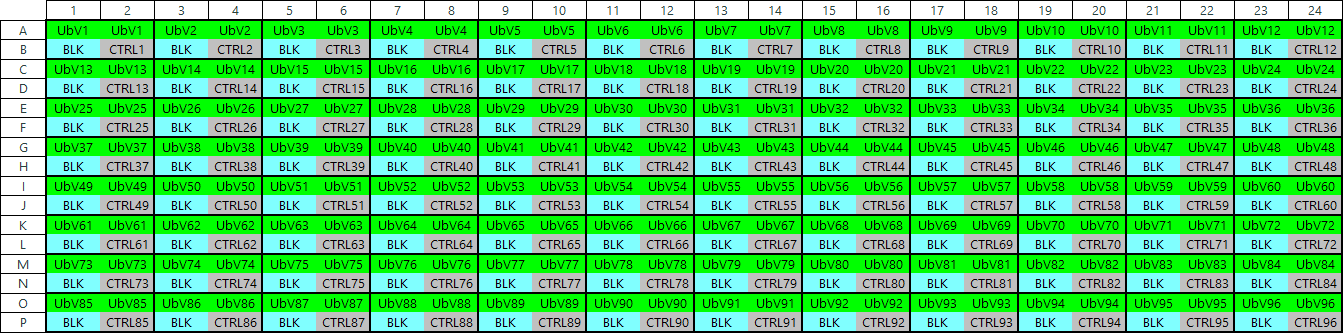 1 2 3 4 5 6 7 8 9 10 11 12 13 14 15 16 17 18 19 20 21 22 23 24
A UbV1 UbV1 UbV2 UbV2 UbV3 UbV3 UbV4 UbV4 UbV5 UbV5 UbV6 UbV6 UbV7 UbV7 UbV8 UbV8 UbV9 UbV9 UbV10 UbV10 UbV11 UbV11 UbV12 UbV12
B BLK CTRL1 BLK CTRL2 BLK CTRL3 BLK CTRL4 BLK CTRL5 BLK CTRL6 BLK CTRL7 BLK CTRL8 BLK CTRL9 BLK CTRL10 BLK CTRL11 BLK CTRL12
C UbV13 UbV13 UbV14 UbV14 UbV15 UbV15 UbV16 UbV16 UbV17 UbV17 UbV18 UbV18 UbV19 UbV19 UbV20 UbV20 UbV21 UbV21 UbV22 UbV22 UbV23 UbV23 UbV24 UbV24
D BLK CTRL13 BLK CTRL14 BLK CTRL15 BLK CTRL16 BLK CTRL17 BLK CTRL18 BLK CTRL19 BLK CTRL20 BLK CTRL21 BLK CTRL22 BLK CTRL23 BLK CTRL24
E UbV25 UbV25 UbV26 UbV26 UbV27 UbV27 UbV28 UbV28 UbV29 UbV29 UbV30 UbV30 UbV31 UbV31 UbV32 UbV32 UbV33 UbV33 UbV34 UbV34 UbV35 UbV35 UbV36 UbV36
F BLK CTRL25 BLK CTRL26 BLK CTRL27 BLK CTRL28 BLK CTRL29 BLK CTRL30 BLK CTRL31 BLK CTRL32 BLK CTRL33 BLK CTRL34 BLK CTRL35 BLK CTRL36
G UbV37 UbV37 UbV38 UbV38 UbV39 UbV39 UbV40 UbV40 UbV41 UbV41 UbV42 UbV42 UbV43 UbV43 UbV44 UbV44 UbV45 UbV45 UbV46 UbV46 UbV47 UbV47 UbV48 UbV48
H BLK CTRL37 BLK CTRL38 BLK CTRL39 BLK CTRL40 BLK CTRL41 BLK CTRL42 BLK CTRL43 BLK CTRL44 BLK CTRL45 BLK CTRL46 BLK CTRL47 BLK CTRL48
I UbV49 UbV49 UbV50 UbV50 UbV51 UbV51 UbV52 UbV52 UbV53 UbV53 UbV54 UbV54 UbV55 UbV55 UbV56 UbV56 UbV57 UbV57 UbV58 UbV58 UbV59 UbV59 UbV60 UbV60
J BLK CTRL49 BLK CTRL50 BLK CTRL51 BLK CTRL52 BLK CTRL53 BLK CTRL54 BLK CTRL55 BLK CTRL56 BLK CTRL57 BLK CTRL58 BLK CTRL59 BLK CTRL60
K UbV61 UbV61 UbV62 UbV62 UbV63 UbV63 UbV64 UbV64 UbV65 UbV65 UbV66 UbV66 UbV67 UbV67 UbV68 UbV68 UbV69 UbV69 UbV70 UbV70 UbV71 UbV71 UbV72 UbV72
L BLK CTRL61 BLK CTRL62 BLK CTRL63 BLK CTRL64 BLK CTRL65 BLK CTRL66 BLK CTRL67 BLK CTRL68 BLK CTRL69 BLK CTRL70 BLK CTRL71 BLK CTRL72
M UbV73 UbV73 UbV74 UbV74 UbV75 UbV75 UbV76 UbV76 UbV77 UbV77 UbV78 UbV78 UbV79 UbV79 UbV80 UbV80 UbV81 UbV81 UbV82 UbV82 UbV83 UbV83 UbV84 UbV84
N BLK CTRL73 BLK CTRL74 BLK CTRL75 BLK CTRL76 BLK CTRL77 BLK CTRL78 BLK CTRL79 BLK CTRL80 BLK CTRL81 BLK CTRL82 BLK CTRL83 BLK CTRL84
O UbV85 UbV85 UbV86 UbV86 UbV87 UbV87 UbV88 UbV88 UbV89 UbV89 UbV90 UbV90 UbV91 UbV91 UbV92 UbV92 UbV93 UbV93 UbV94 UbV94 UbV95 UbV95 UbV96 UbV96
P BLK CTRL85 BLK CTRL86 BLK CTRL87 BLK CTRL88 BLK CTRL89 BLK CTRL90 BLK CTRL91 BLK CTRL92 BLK CTRL93 BLK CTRL94 BLK CTRL95 BLK CTRL96